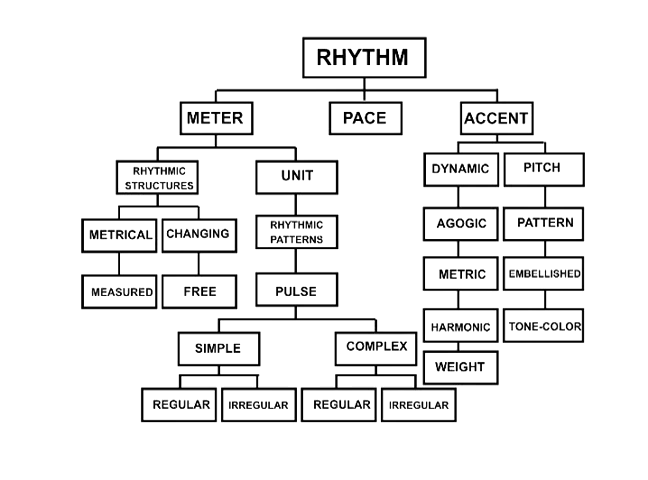 RHYTHM
METER
PACE
ACCENT
RHYTHMIC
STRUCTURES
UNIT
DYNAMIC
PITCH
METRICAL
CHANGING
RHYTHMIC
PATTERNS
AGOGIC
PATTERN
MEASURED
FREE
PULSE
METRIC
EMBELLISHED
HARMONIC
TONE-COLOR
SIMPLE
COMPLEX
WEIGHT
REGULAR
IRREGULAR
REGULAR
IRREGULAR